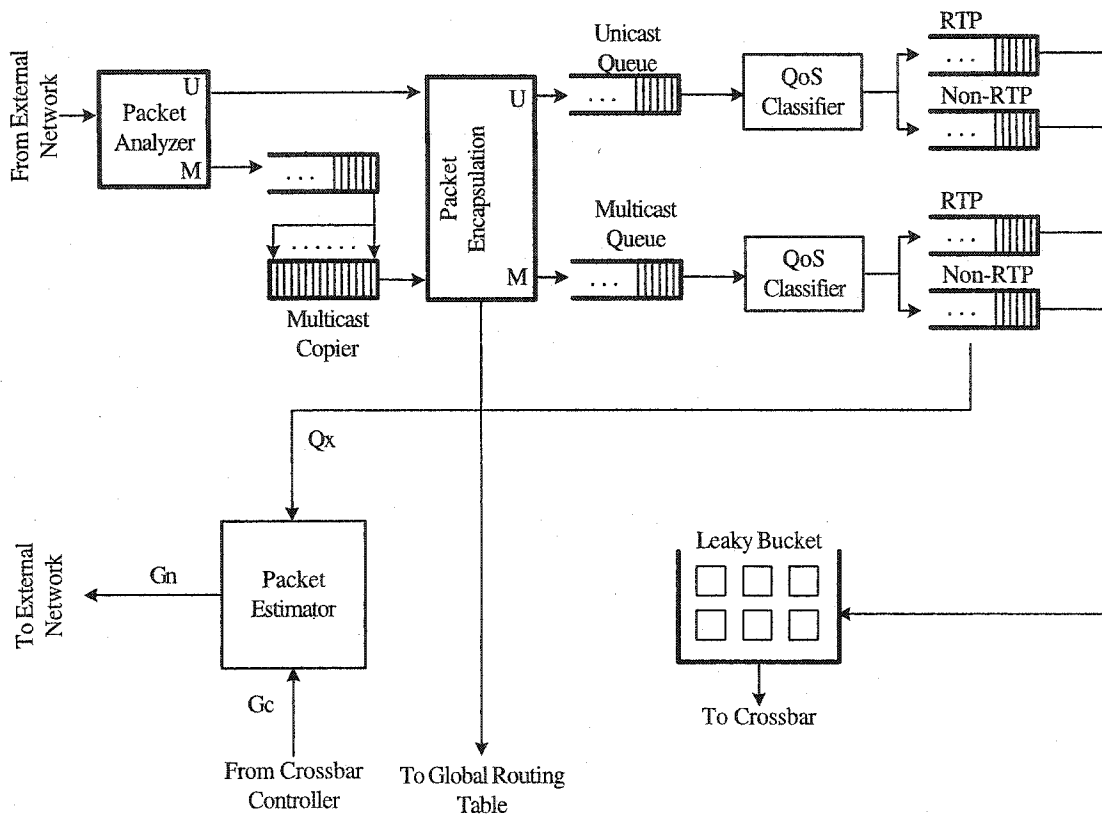 From External
Network
U
Packet
Analyzer
M
. . .
. . . . . . .
Multicast
Copier
U
Packet
Encapsulation
M
Unicast
Queue
. . .
Multicast
Queue
. . .
QoS
Classifier
QoS
Classifier
RTP
. . .
Non-RTP
. . .
RTP
. . .
Non-RTP
. . .
Qx
To External
Network
Gn
Packet
Estimator
Gc
From Crossbar
Controller
To Global Routing
Table
Leaky Bucket
To Crossbar